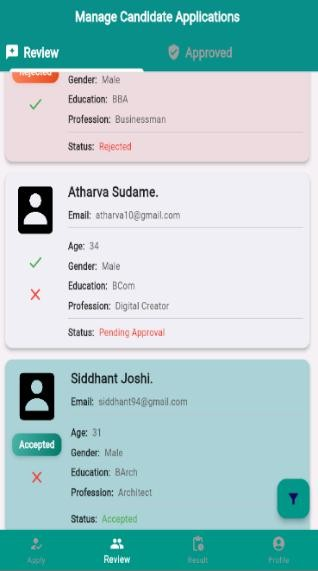 Manage Candidate Applications
Review
Approved
Rejected
Gender: Male
Education: BBA
Profession: Businessman
Status: Rejected
Atharva Sudame.
Email: atharva10@gmail.com
Age: 34
Gender: Male
Education: BCom
Profession: Digital Creator
Status: Pending Approval
Siddhant Joshi.
Email: siddhant94@gmail.com
Age: 31
Accepted
Gender: Male
Education: BArch
Profession: Architect
Status: Accepted
Apply
Review
Result
Profile